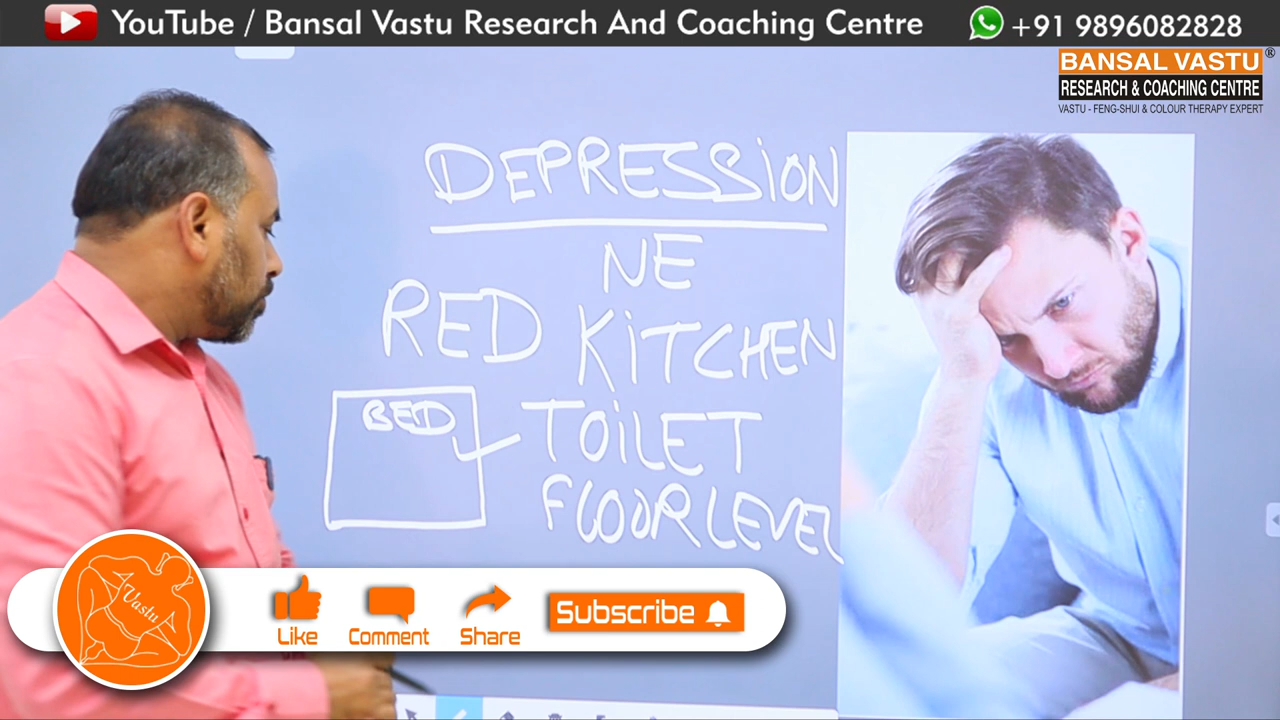 YouTube / Bansal Vastu Research And Coaching Centre
+91 9896082828
BANSAL VASTU ®
RESEARCH & COACHING CENTRE
VASTU - FENG-SHUI & COLOUR THERAPY EXPERT
DEPRESSION
NE
RED KITCHEN
BED
TOILET
FLOOR LEVEL
Vastu
Like
Comment
Share
Subscribe